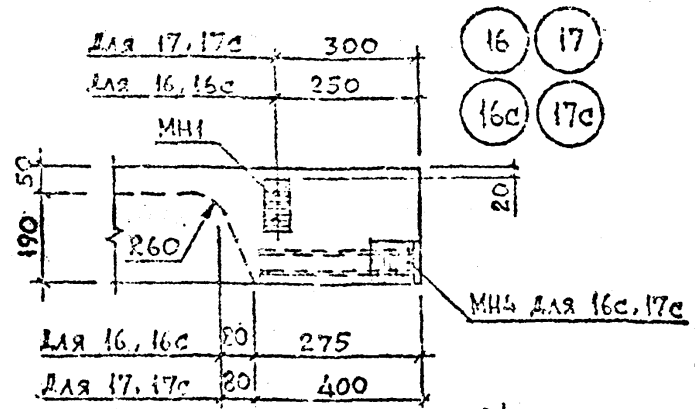 Для 17, 17с 300
Для 16, 16с 250
16 17
16с 17с
МН1
50
190
20
R60
МН4 для 16с, 17с
Для 16, 16с 80 275
Для 17, 17с 80 400